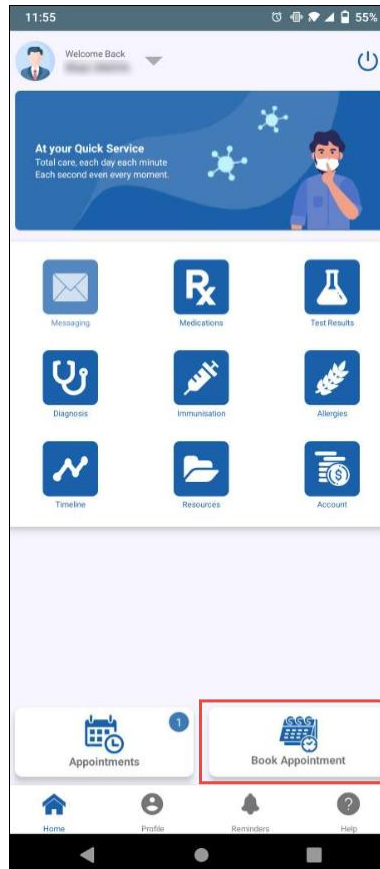 11:55
55%
Welcome Back
At your Quick Service
Total care, each day each minute
Each second even every moment.
Rx
Messaging
Medications
Test Results
Diagnosis
Immunisation
Allergies
$
Timeline
Resources
Account
1
Appointments
Book Appointment
?
Home
Profile
Reminders
Help